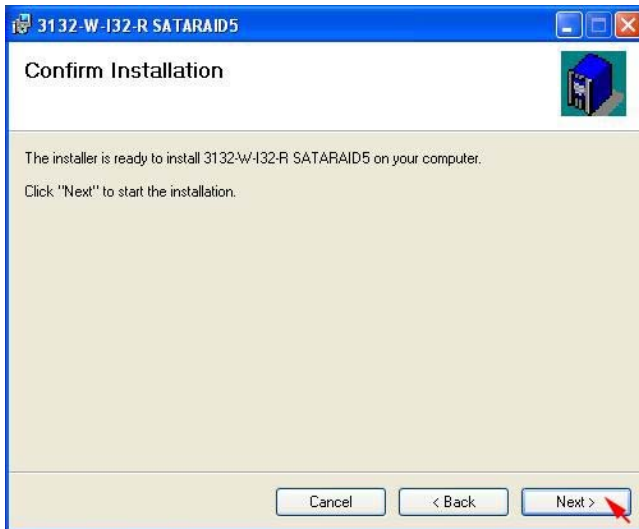 3132-W-I32-R SATARAID5
Confirm Installation
The installer is ready to install 3132-W-I32-R SATARAID5 on your computer.
Click "Next" to start the installation.
Cancel
< Back
Next >